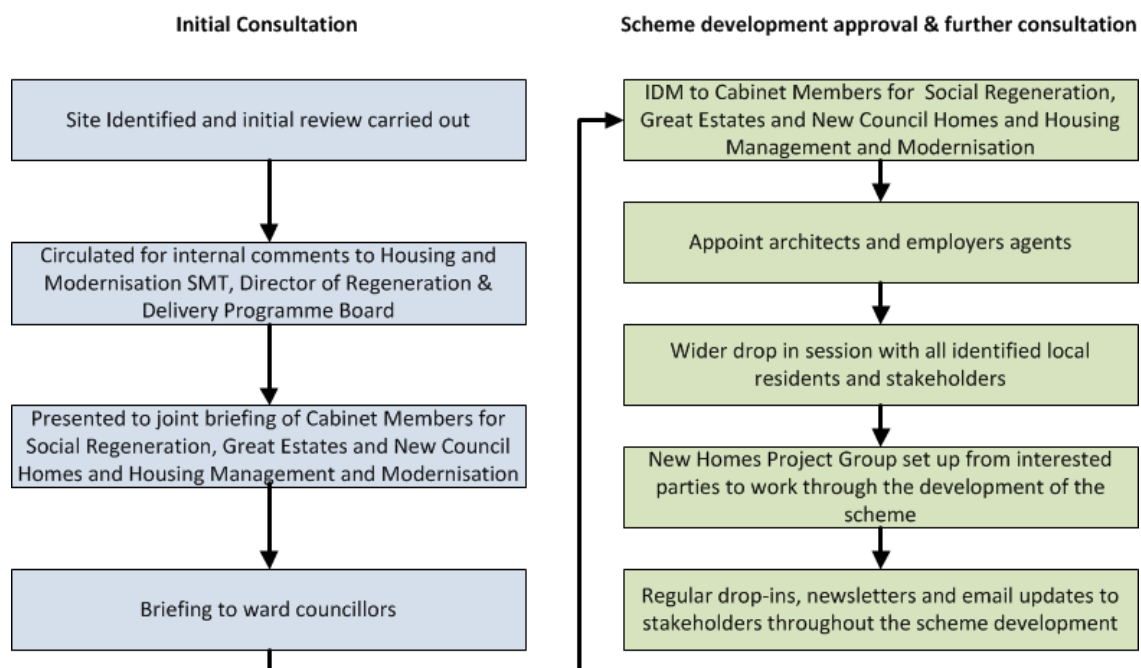 Initial Consultation
Site Identified and initial review carried out
Circulated for internal comments to Housing and
Modernisation SMT, Director of Regeneration &
Delivery Programme Board
Presented to joint briefing of Cabinet Members for
Social Regeneration, Great Estates and New Council
Homes and Housing Management and Modernisation
Briefing to ward councillors
Scheme development approval & further consultation
IDM to Cabinet Members for Social Regeneration,
Great Estates and New Council Homes and Housing
Management and Modernisation
Appoint architects and employers agents
Wider drop in session with all identified local
residents and stakeholders
New Homes Project Group set up from interested
parties to work through the development of the
scheme
Regular drop-ins, newsletters and email updates to
stakeholders throughout the scheme development